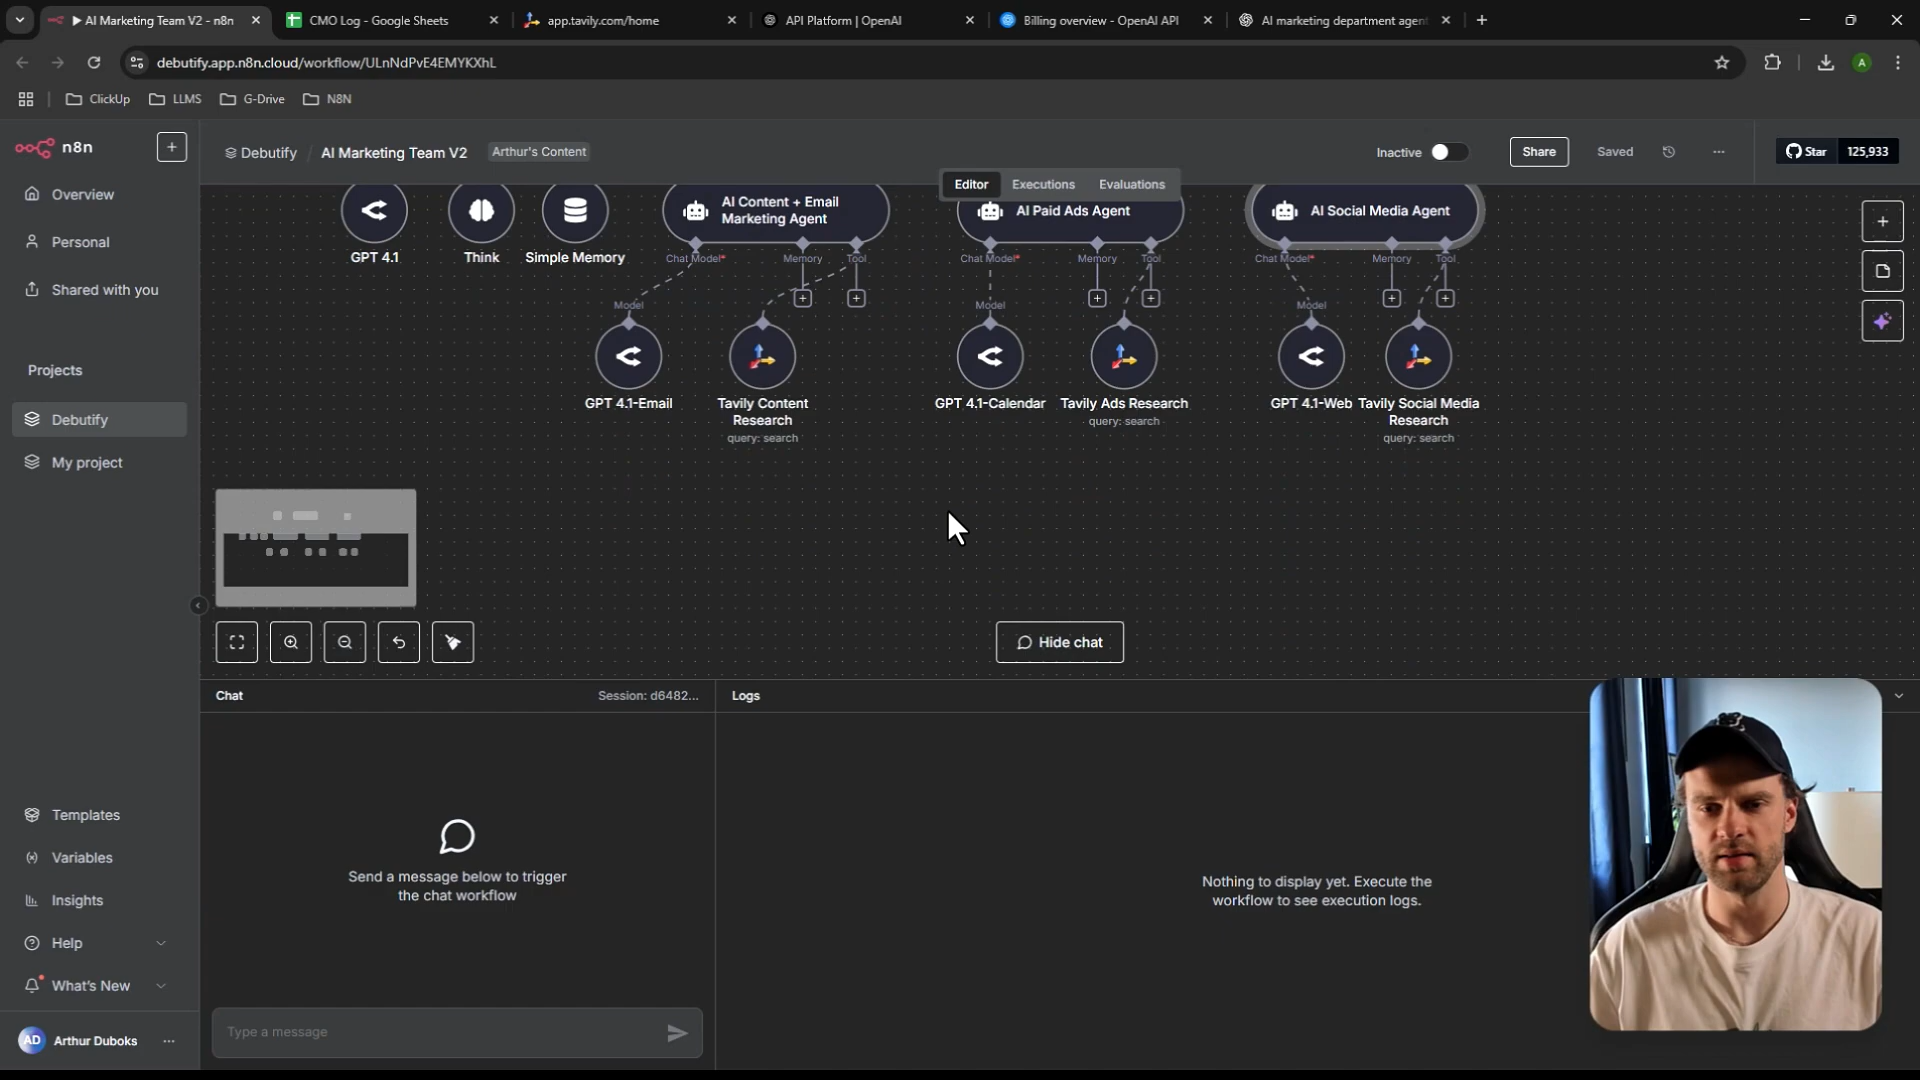 AI Marketing Team V2 - n8n
CMO Log - Google Sheets
app.tavily.com/home
API Platform | OpenAI
Billing overview - OpenAI API
AI marketing department agen
debutify.app.n8n.cloud/workflow/ULnNdPvE4EMYKXhL
A
ClickUp
LLMS
G-Drive
N8N
n8n
Debutify / AI Marketing Team V2
Arthur's Content
Inactive
Share
Saved
Star 125,933
Editor
Executions
Evaluations
Overview
Personal
Shared with you
Projects
Debutify
My project
Templates
Variables
Insights
Help
What's New
AD Arthur Duboks
GPT 4.1
Think
Simple Memory
AI Content + Email
Marketing Agent
AI Paid Ads Agent
AI Social Media Agent
Chat Model*
Memory
Tool
Chat Model*
Memory
Tool
Chat Model*
Memory
Tool
Model
Model
Model
GPT 4.1-Email
Tavily Content
Research
query: search
GPT 4.1-Calendar
Tavily Ads Research
query: search
GPT 4.1-Web
Tavily Social Media
Research
query: search
Hide chat
Chat
Session: d6482...
Logs
Send a message below to trigger
the chat workflow
Nothing to display yet. Execute the
workflow to see execution logs.
Type a message